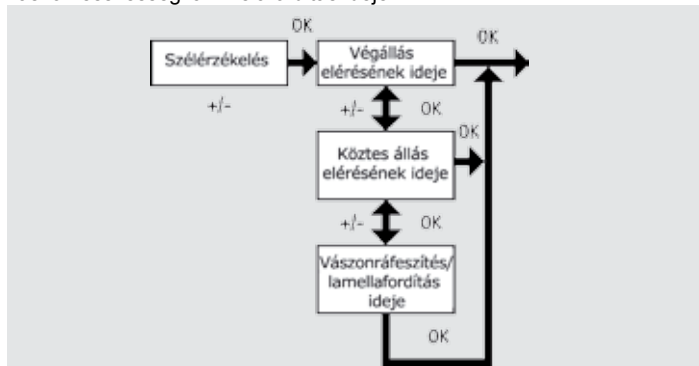 OK
OK
Szélérzékelés
Végállás
elérésének ideje
+/-
+/-
OK
OK
Köztes állás
elérésének ideje
+/-
OK
Vászonráfeszítés/
lamellafordítás
ideje
OK